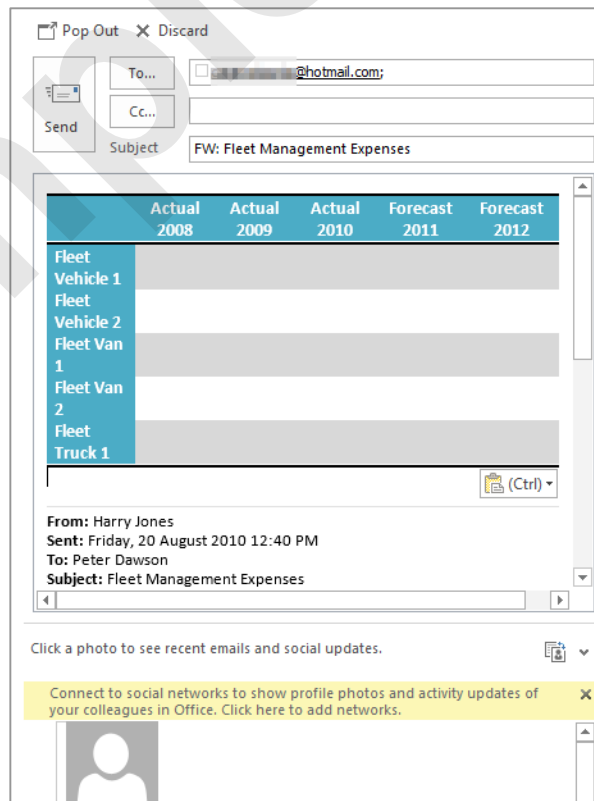 Pop Out Discard
To...
@hotmail.com;
Cc...
Send
Subject
FW: Fleet Management Expenses
Actual 2008 Actual 2009 Actual 2010 Forecast 2011 Forecast 2012
Fleet
Vehicle 1
Fleet
Vehicle 2
Fleet Van
1
Fleet Van
2
Fleet
Truck 1
(Ctrl)
From: Harry Jones
Sent: Friday, 20 August 2010 12:40 PM
To: Peter Dawson
Subject: Fleet Management Expenses
Click a photo to see recent emails and social updates.
Connect to social networks to show profile photos and activity updates of
your colleagues in Office. Click here to add networks.